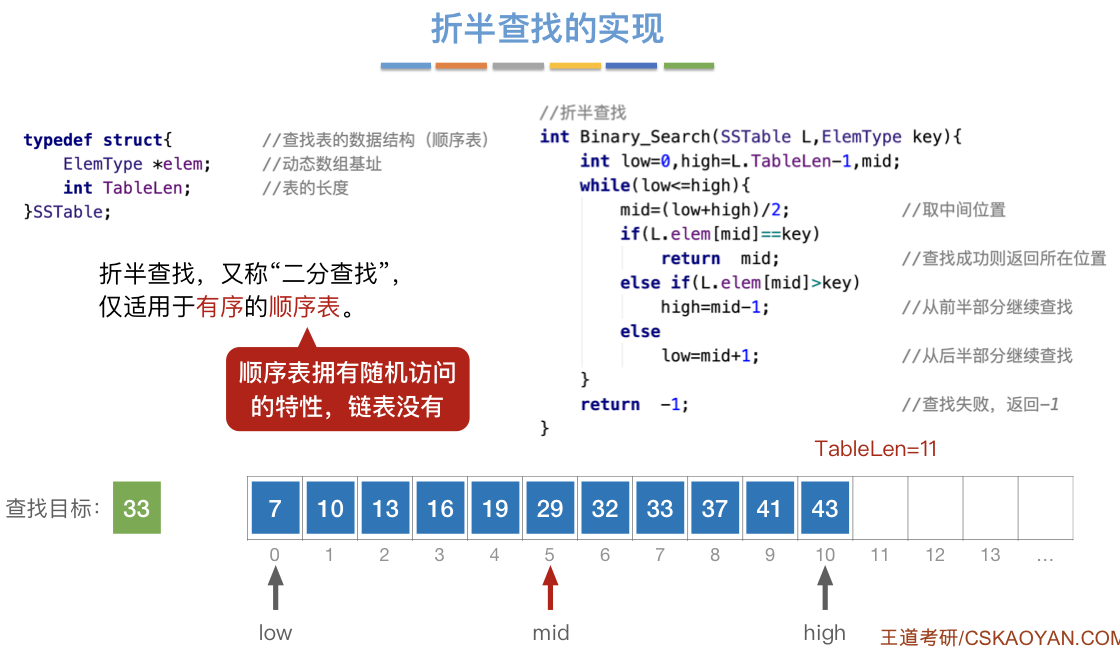 折半查找的实现
typedef struct{ //查找表的数据结构（顺序表）
ElemType *elem; //动态数组基址
int TableLen; //表的长度
}SSTable;
折半查找，又称“二分查找”，
仅适用于有序的顺序表。
顺序表拥有随机访问
的特性，链表没有
//折半查找
int Binary_Search(SSTable L,ElemType key){
int low=0,high=L.TableLen-1,mid;
while(low<=high){
mid=(low+high)/2; //取中间位置
if(L.elem[mid]==key)
return mid; //查找成功则返回所在位置
else if(L.elem[mid]>key)
high=mid-1; //从前半部分继续查找
else
low=mid+1; //从后半部分继续查找
}
return -1; //查找失败，返回-1
}
TableLen=11
查找目标： 33
7 10 13 16 19 29 32 33 37 41 43
0 1 2 3 4 5 6 7 8 9 10 11 12 13 ...
low mid high
王道考研/CSKAOYAN.COM